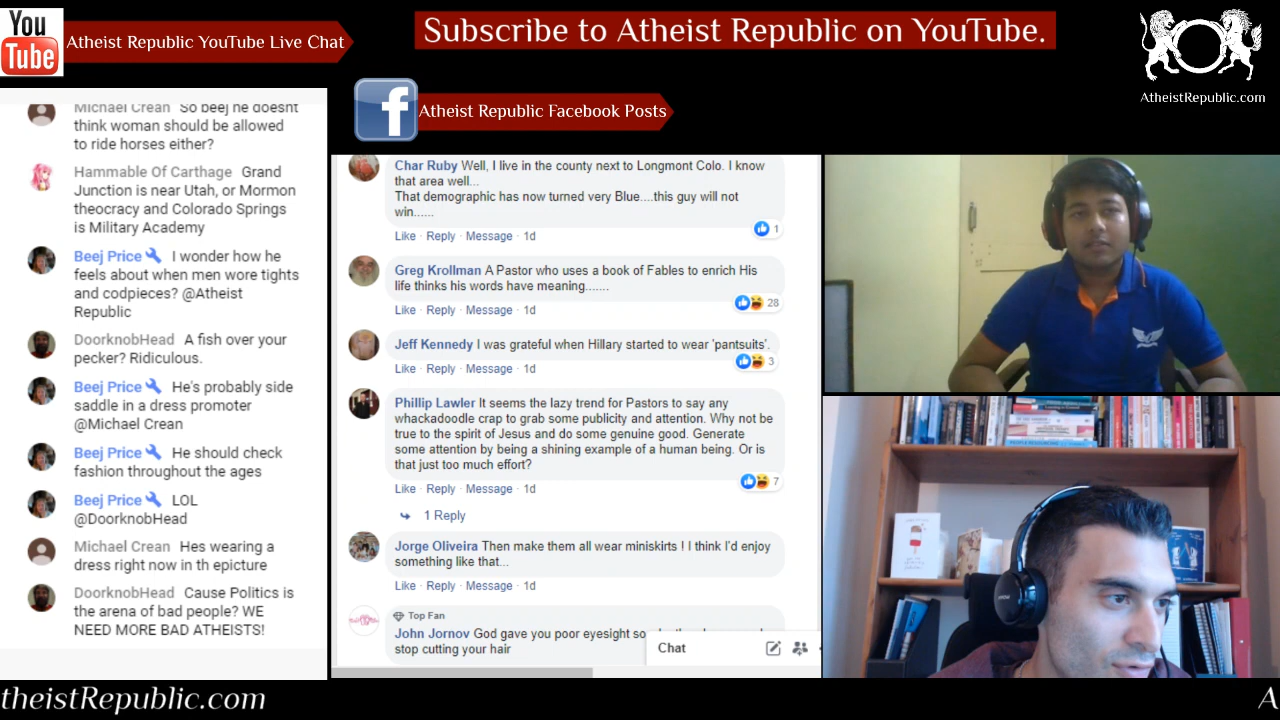 You
Tube
Atheist Republic YouTube Live Chat
Subscribe to Atheist Republic on YouTube.
AtheistRepublic.com
f
Atheist Republic Facebook Posts
Michael Crean So beej he doesnt
think woman should be allowed
to ride horses either?
Hammable Of Carthage Grand
Junction is near Utah, or Mormon
theocracy and Colorado Springs
is Military Academy
Beej Price I wonder how he
feels about when men wore tights
and codpieces? @Atheist
Republic
DoorknobHead A fish over your
pecker? Ridiculous.
Beej Price He's probably side
saddle in a dress promoter
@Michael Crean
Beej Price He should check
fashion throughout the ages
Beej Price LOL
@DoorknobHead
Michael Crean Hes wearing a
dress right now in th epicture
DoorknobHead Cause Politics is
the arena of bad people? WE
NEED MORE BAD ATHEISTS!
Char Ruby Well, I live in the county next to Longmont Colo. I know
that area well...
That demographic has now turned very Blue....this guy will not
win......
1
Like · Reply · Message · 1d
Greg Krollman A Pastor who uses a book of Fables to enrich His
life thinks his words have meaning.......
28
Like · Reply · Message · 1d
Jeff Kennedy I was grateful when Hillary started to wear 'pantsuits'.
3
Like · Reply · Message · 1d
Phillip Lawler It seems the lazy trend for Pastors to say any
whackadoodle crap to grab some publicity and attention. Why not be
true to the spirit of Jesus and do some genuine good. Generate
some attention by being a shining example of a human being. Or is
that just too much effort?
7
Like · Reply · Message · 1d
1 Reply
Jorge Oliveira Then make them all wear miniskirts ! I think I'd enjoy
something like that...
Like · Reply · Message · 1d
Top Fan
John Jornov God gave you poor eyesight so
stop cutting your hair
Chat
theistRepublic.com
A